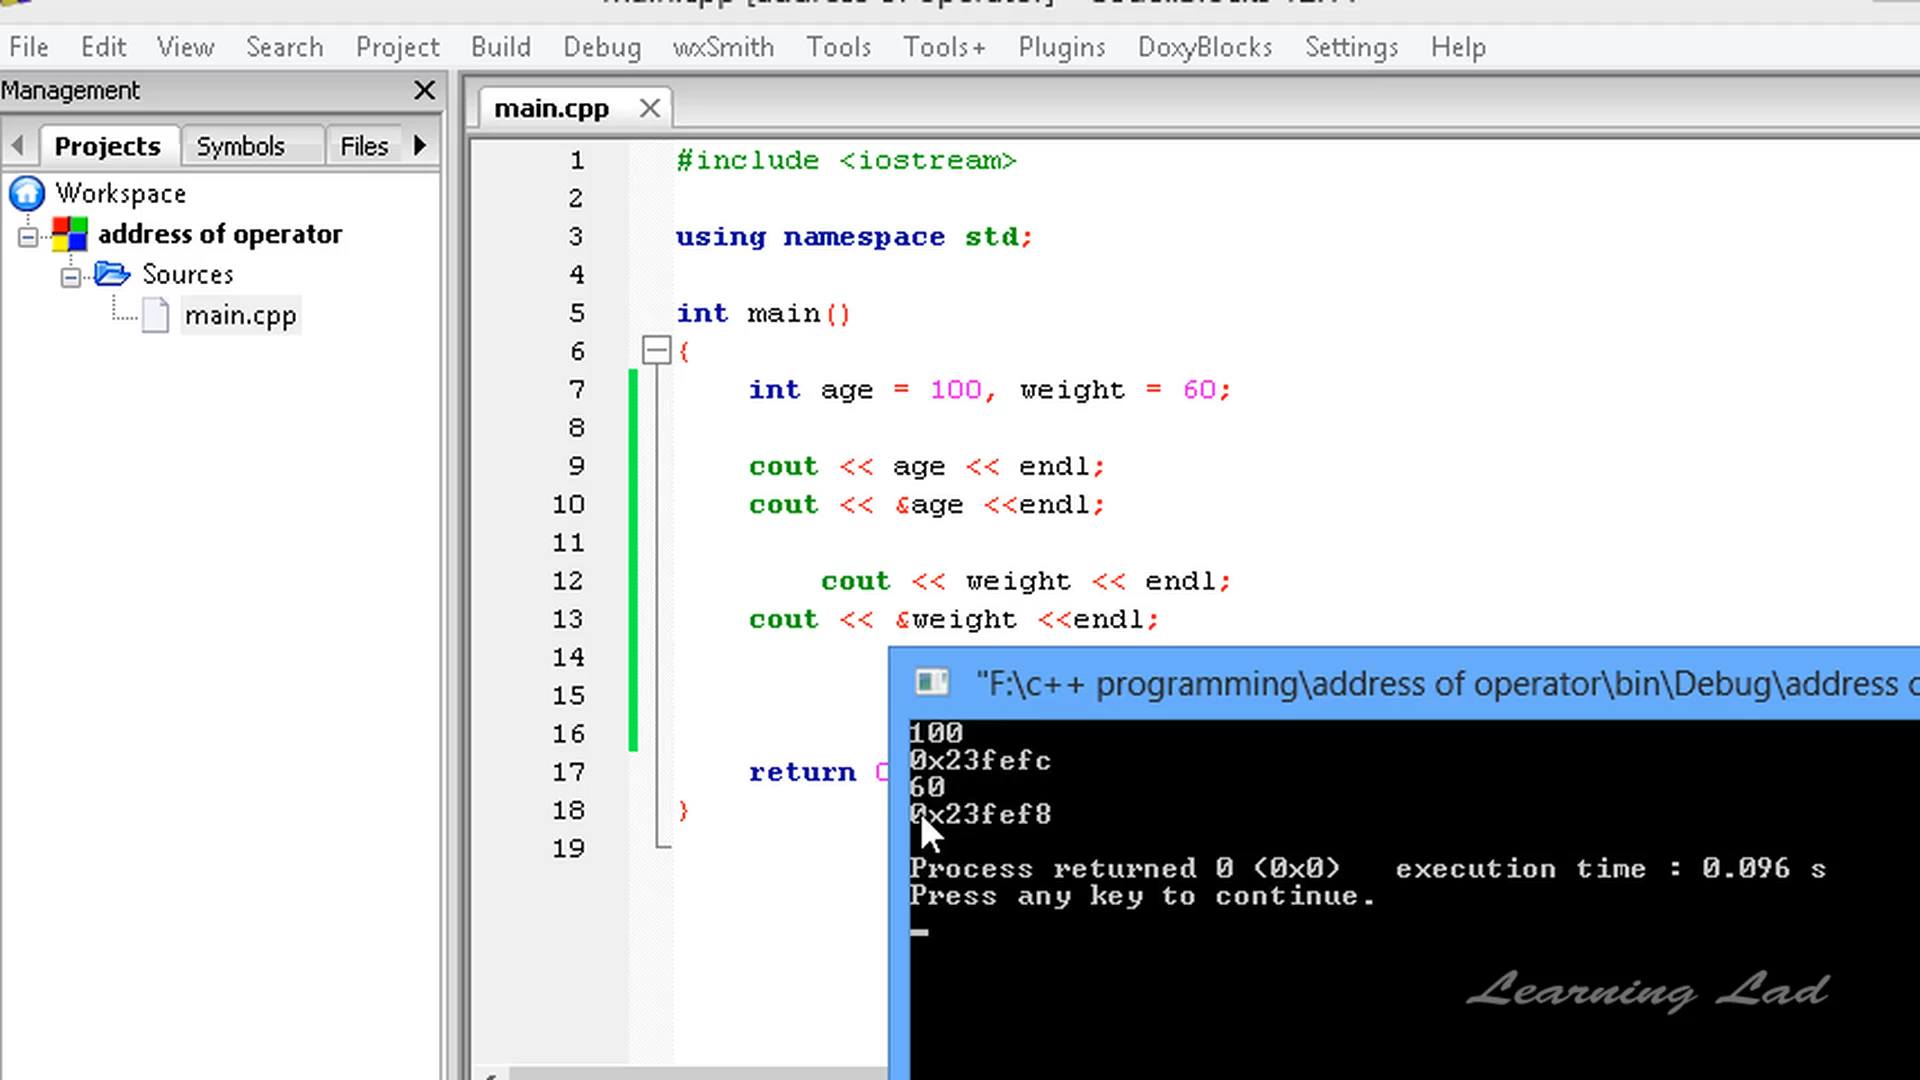 File Edit View Search Project Build Debug wxSmith Tools Tools+ Plugins DoxyBlocks Settings Help
Management
Projects Symbols Files
Workspace
address of operator
Sources
main.cpp
main.cpp
1 #include <iostream>
2
3 using namespace std;
4
5 int main()
6 {
7 int age = 100, weight = 60;
8
9 cout << age << endl;
10 cout << &age <<endl;
11
12 cout << weight << endl;
13 cout << &weight <<endl;
14
15
16
17 return
18 }
19
"F:\c++ programming\address of operator\bin\Debug\address
100
0x23fefc
60
0x23fef8
Process returned 0 (0x0) execution time : 0.096 s
Press any key to continue.
Learning Lad